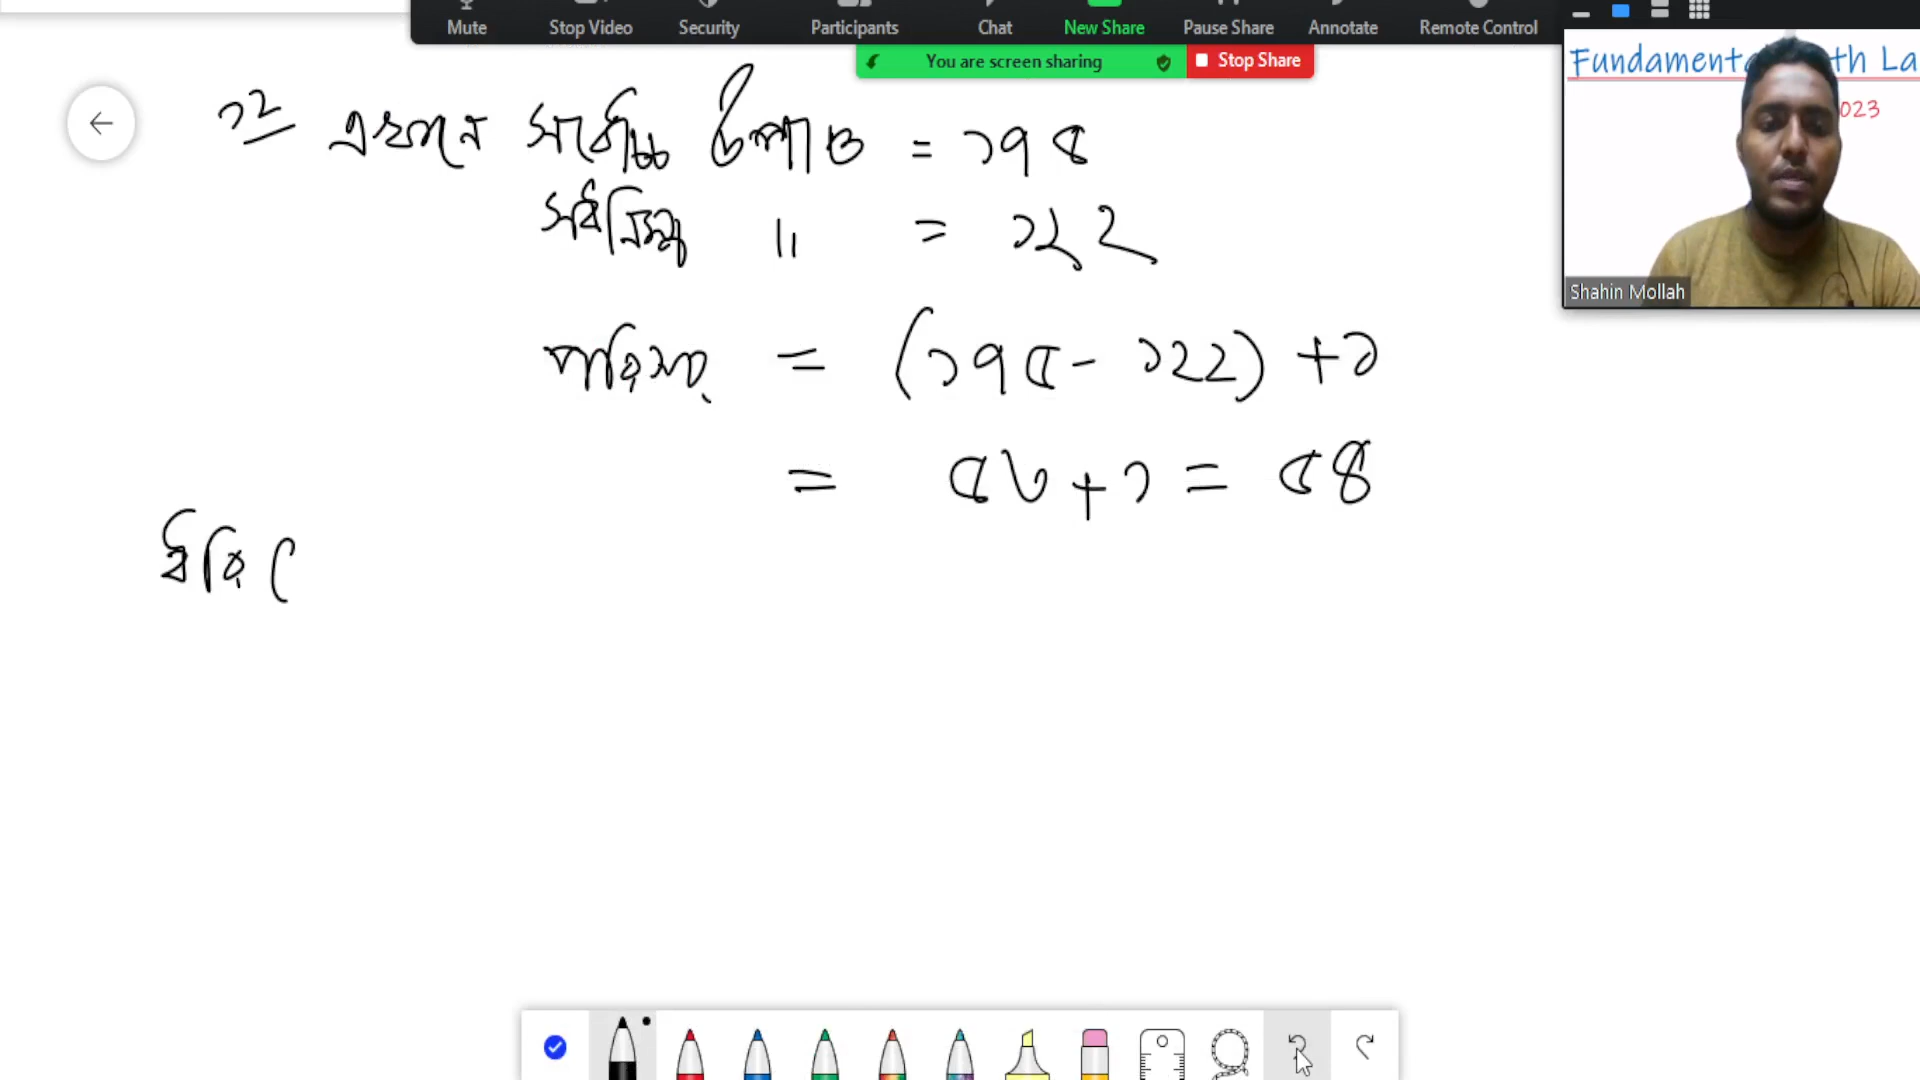 Mute Stop Video Security Participants Chat New Share Pause Share Annotate Remote Control
You are screen sharing Stop Share
Fundament th La
023
Shahin Mollah
১২ এখানে সর্বোচ্চ উপাত্ত = ১৭৫
সর্বনিম্ন " = ১২২
পরিসর = (১৭৫ - ১২২) + ১
= ৫৩ + ১ = ৫৪